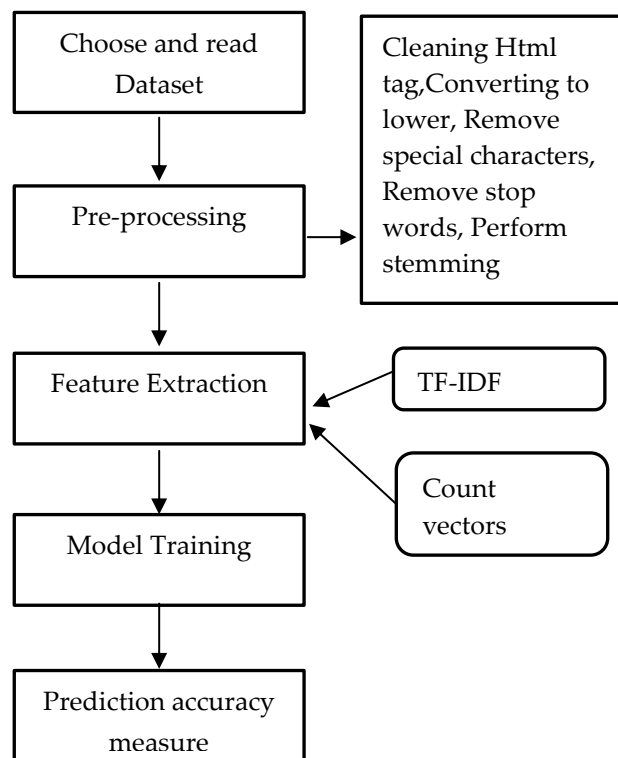 Choose and read
Dataset
Cleaning Html
tag,Converting to
lower, Remove
special characters,
Remove stop
words, Perform
stemming
Pre-processing
Feature Extraction
TF-IDF
Count
vectors
Model Training
Prediction accuracy
measure